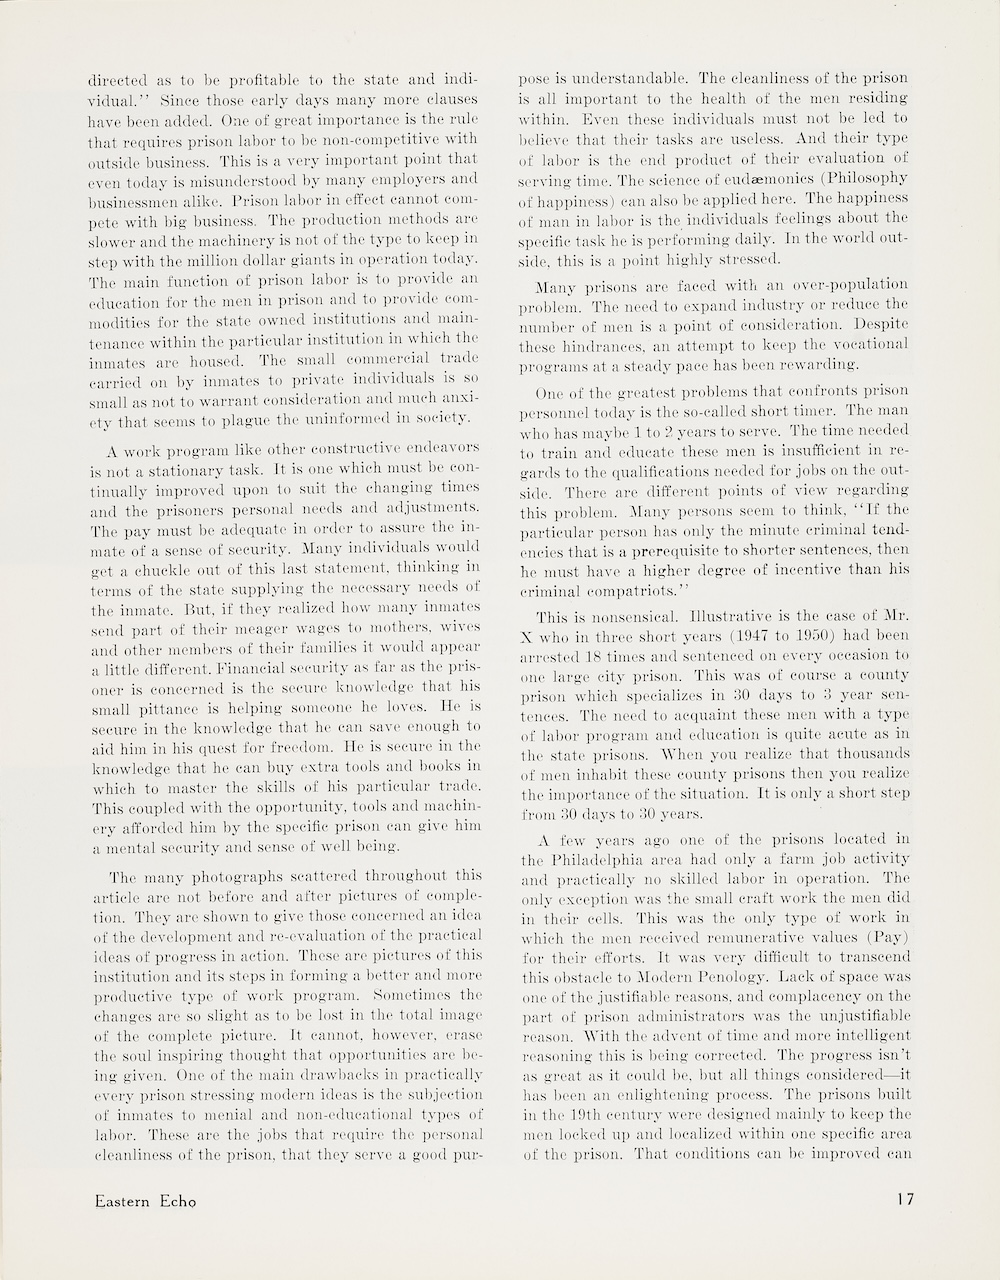 directed as to be profitable to the state and indi-
vidual.'' Since those early days many more clauses
have been added. One of great importance is the rule
that requires prison labor to be non-competitive with
outside business. This is a very important point that
even today is misunderstood by many employers and
businessmen alike. Prison labor in effect cannot com-
pete with big business. The production methods are
slower and the machinery is not of the type to keep in
step with the million dollar giants in operation today.
The main function of prison labor is to provide an
education for the men in prison and to provide com-
modities for the state owned institutions and main-
tenance within the particular institution in which the
inmates are housed. The small commercial trade
carried on by inmates to private individuals is so
small as not to warrant consideration and much anxi-
ety that seems to plague the uninformed in society.
A work program like other constructive endeavors
is not a stationary task. It is one which must be con-
tinually improved upon to suit the changing times
and the prisoners personal needs and adjustments.
The pay must be adequate in order to assure the in-
mate of a sense of security. Many individuals would
get a chuckle out of this last statement, thinking in
terms of the state supplying the necessary needs of
the inmate. But, if they realized how many inmates
send part of their meager wages to mothers, wives
and other members of their families it would appear
a little different. Financial security as far as the pris-
oner is concerned is the secure knowledge that his
small pittance is helping someone he loves. He is
secure in the knowledge that he can save enough to
aid him in his quest for freedom. He is secure in the
knowledge that he can buy extra tools and books in
which to master the skills of his particular trade.
This coupled with the opportunity, tools and machin-
ery afforded him by the specific prison can give him
a mental security and sense of well being.
The many photographs scattered throughout this
article are not before and after pictures of comple-
tion. They are shown to give those concerned an idea
of the development and re-evaluation of the practical
ideas of progress in action. These are pictures of this
institution and its steps in forming a better and more
productive type of work program. Sometimes the
changes are so slight as to be lost in the total image
of the complete picture. It cannot, however, erase
the soul inspiring thought that opportunities are be-
ing given. One of the main drawbacks in practically
every prison stressing modern ideas is the subjection
of inmates to menial and non-educational types of
labor. These are the jobs that require the personal
cleanliness of the prison, that they serve a good pur-
pose is understandable. The cleanliness of the prison
is all important to the health of the men residing
within. Even these individuals must not be led to
believe that their tasks are useless. And their type
of labor is the end product of their evaluation of
serving time. The science of eudæmonics (Philosophy
of happiness) can also be applied here. The happiness
of man in labor is the individuals feelings about the
specific task he is performing daily. In the world out-
side, this is a point highly stressed.
Many prisons are faced with an over-population
problem. The need to expand industry or reduce the
number of men is a point of consideration. Despite
these hindrances, an attempt to keep the vocational
programs at a steady pace has been rewarding.
One of the greatest problems that confronts prison
personnel today is the so-called short timer. The man
who has maybe 1 to 2 years to serve. The time needed
to train and educate these men is insufficient in re-
gards to the qualifications needed for jobs on the out-
side. There are different points of view regarding
this problem. Many persons seem to think, ''If the
particular person has only the minute criminal tend-
encies that is a prerequisite to shorter sentences, then
he must have a higher degree of incentive than his
criminal compatriots.''
This is nonsensical. Illustrative is the case of Mr.
X who in three short years (1947 to 1950) had been
arrested 18 times and sentenced on every occasion to
one large city prison. This was of course a county
prison which specializes in 30 days to 3 year sen-
tences. The need to acquaint these men with a type
of labor program and education is quite acute as in
the state prisons. When you realize that thousands
of men inhabit these county prisons then you realize
the importance of the situation. It is only a short step
from 30 days to 30 years.
A few years ago one of the prisons located in
the Philadelphia area had only a farm job activity
and practically no skilled labor in operation. The
only exception was the small craft work the men did
in their cells. This was the only type of work in
which the men received remunerative values (Pay)
for their efforts. It was very difficult to transcend
this obstacle to Modern Penology. Lack of space was
one of the justifiable reasons, and complacency on the
part of prison administrators was the unjustifiable
reason. With the advent of time and more intelligent
reasoning this is being corrected. The progress isn't
as great as it could be, but all things considered—it
has been an enlightening process. The prisons built
in the 19th century were designed mainly to keep the
men locked up and localized within one specific area
of the prison. That conditions can be improved can
Eastern Echo
17